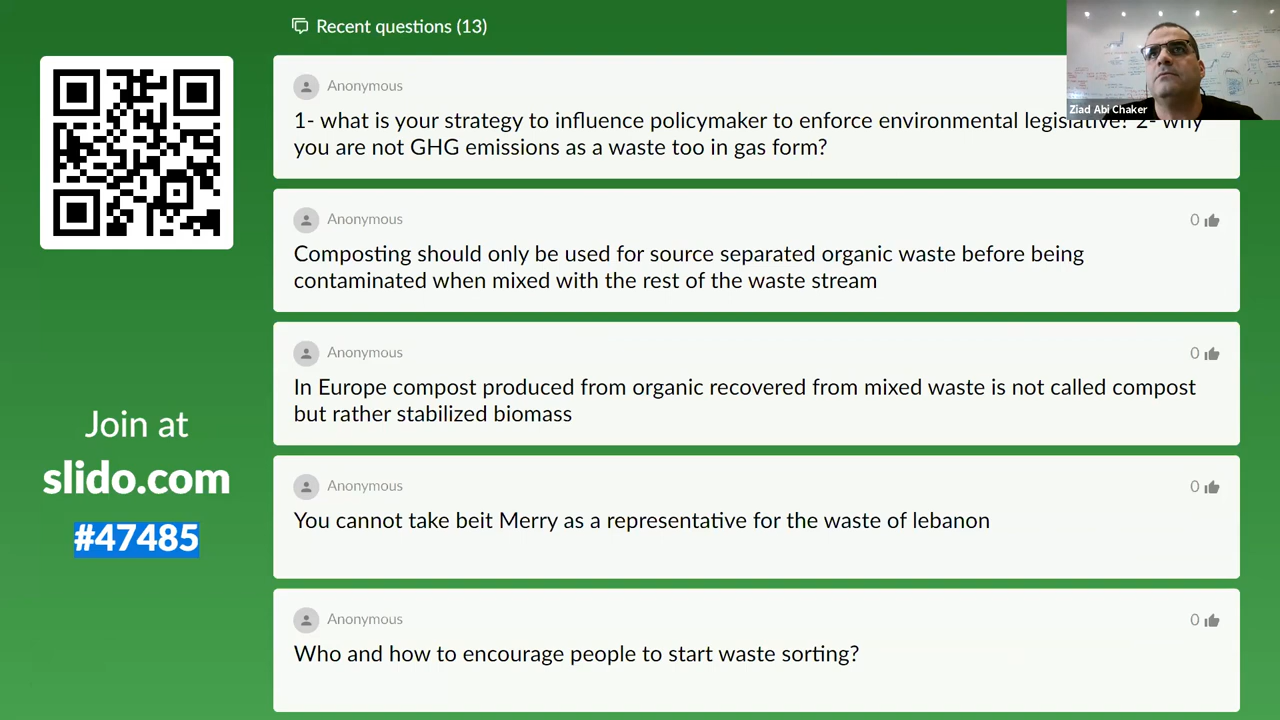 Recent questions (13)
Anonymous
Ziad Abi Chaker
1- what is your strategy to influence policymaker to enforce environmental legislative? 2- why
you are not GHG emissions as a waste too in gas form?
Anonymous
0
Composting should only be used for source separated organic waste before being
contaminated when mixed with the rest of the waste stream
Anonymous
0
In Europe compost produced from organic recovered from mixed waste is not called compost
but rather stabilized biomass
Join at
slido.com
#47485
Anonymous
0
You cannot take beit Merry as a representative for the waste of lebanon
Anonymous
0
Who and how to encourage people to start waste sorting?